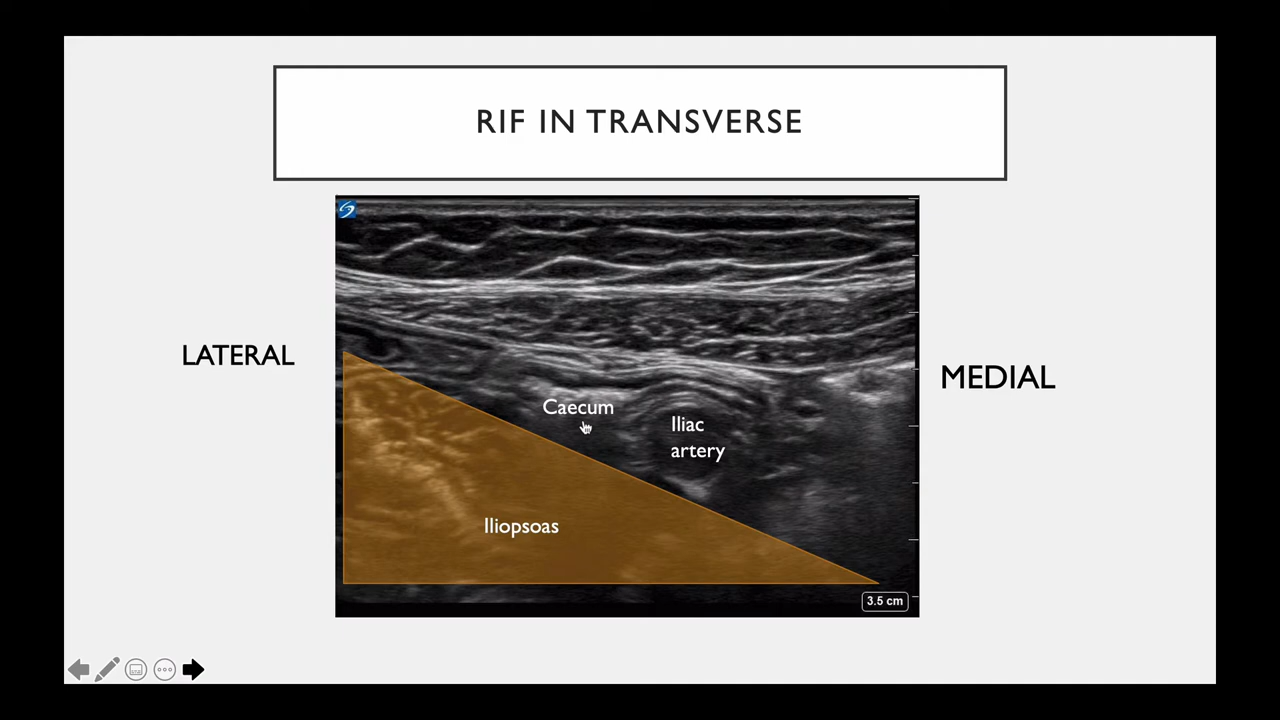 RIF IN TRANSVERSE
LATERAL
MEDIAL
Caecum
Iliac
artery
Iliopsoas
3.5 cm